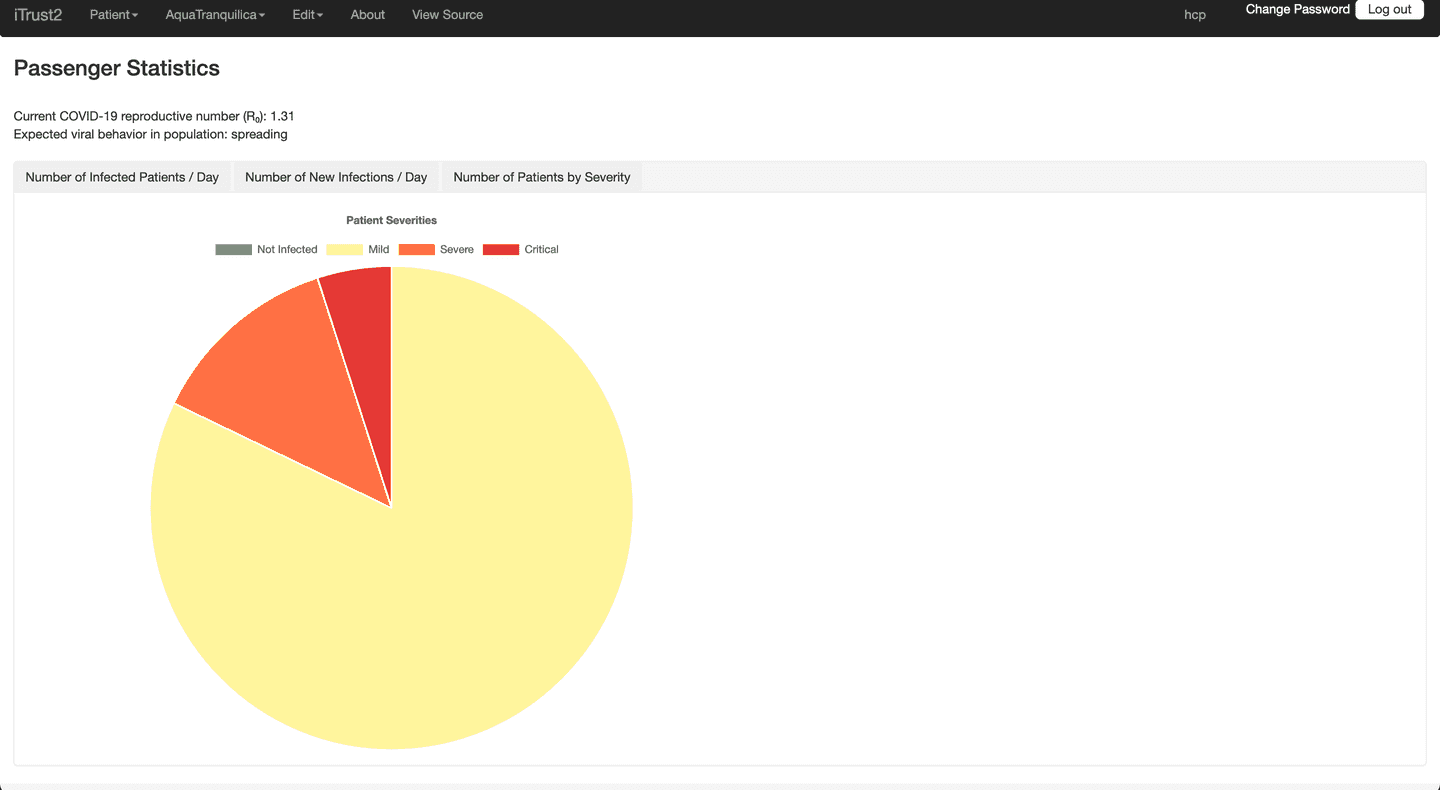 iTrust2 Patient AquaTranquilica Edit About View Source hcp Change Password Log out
Passenger Statistics
Current COVID-19 reproductive number (R₀): 1.31
Expected viral behavior in population: spreading
Number of Infected Patients / Day Number of New Infections / Day Number of Patients by Severity
Patient Severities
Not Infected Mild Severe Critical